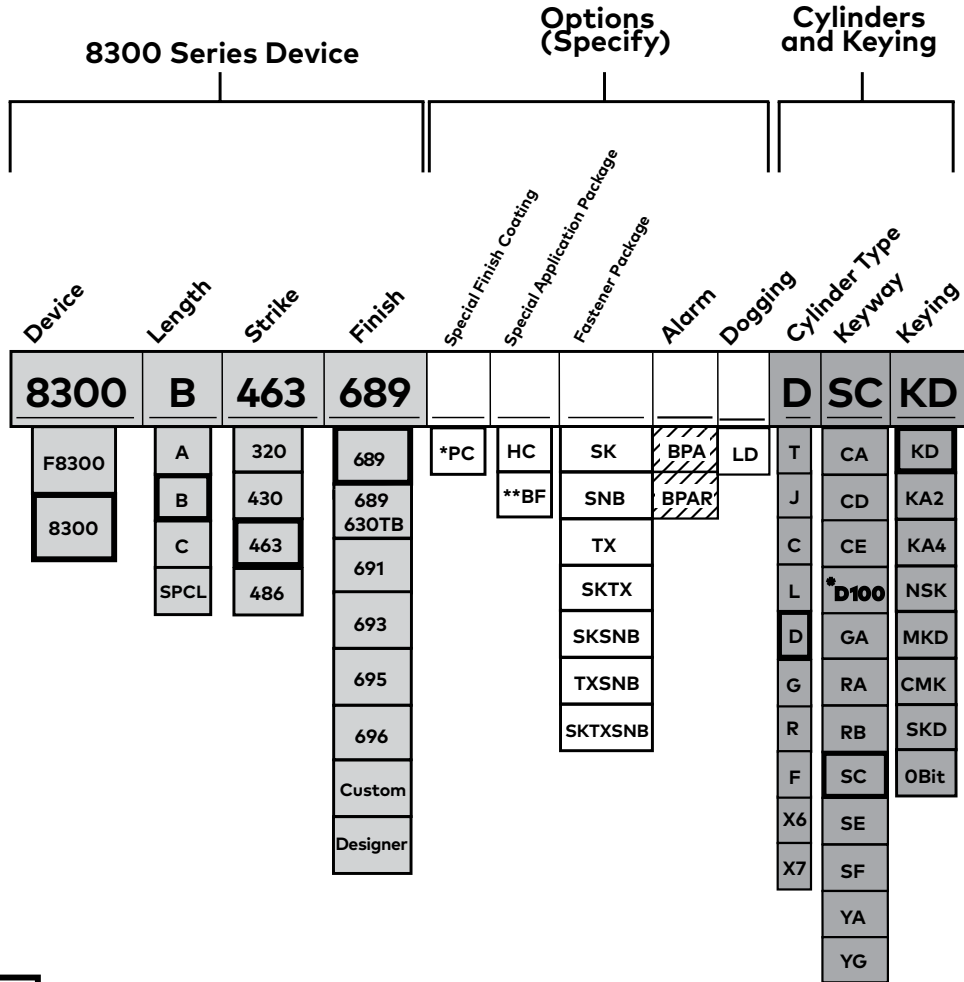 8300 Series Device
Options
(Specify)
Cylinders
and Keying
Device
Length
Strike
Finish
Special Finish Coating
Special Application Package
Fastener Package
Alarm
Dogging
Cylinder Type
Keyway
Keying
8300 B 463 689 D SC KD
F8300
8300
A
B
C
SPCL
320
430
463
486
689
689
630TB
691
693
695
696
Custom
Designer
*PC
HC
**BF
SK
SNB
TX
SKTX
SKSNB
TXSNB
SKTXSNB
BPA
BPAR
LD
T
J
C
L
D
G
R
F
X6
X7
CA
CD
CE
*D100
GA
RA
RB
SC
SE
SF
YA
YG
KD
KA2
KA4
NSK
MKD
CMK
SKD
0Bit